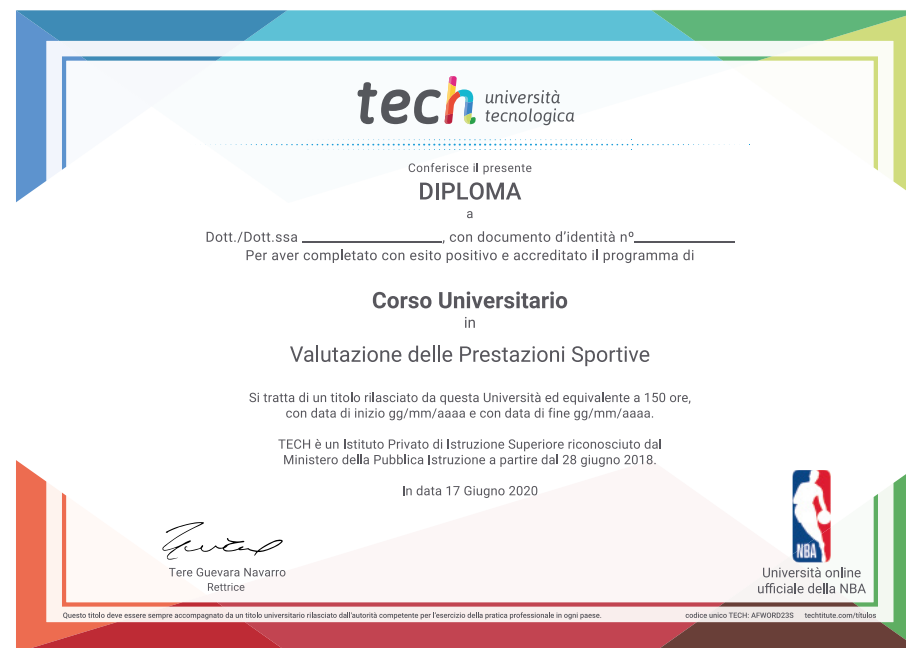 tech università
tecnologica
Conferisce il presente
DIPLOMA
a
Dott./Dott.ssa ________________, con documento d'identità nº____________
Per aver completato con esito positivo e accreditato il programma di
Corso Universitario
in
Valutazione delle Prestazioni Sportive
Si tratta di un titolo rilasciato da questa Università ed equivalente a 150 ore,
con data di inizio gg/mm/aaaa e con data di fine gg/mm/aaaa.
TECH è un Istituto Privato di Istruzione Superiore riconosciuto dal
Ministero della Pubblica Istruzione a partire dal 28 giugno 2018.
In data 17 Giugno 2020
Tere Guevara Navarro
Rettrice
NBA
Università online
ufficiale della NBA
Questo titolo deve essere sempre accompagnato da un titolo universitario rilasciato dall'autorità competente per l'esercizio della pratica professionale in ogni paese.
codice unico TECH: AFWORD23S techtitute.com/titulos